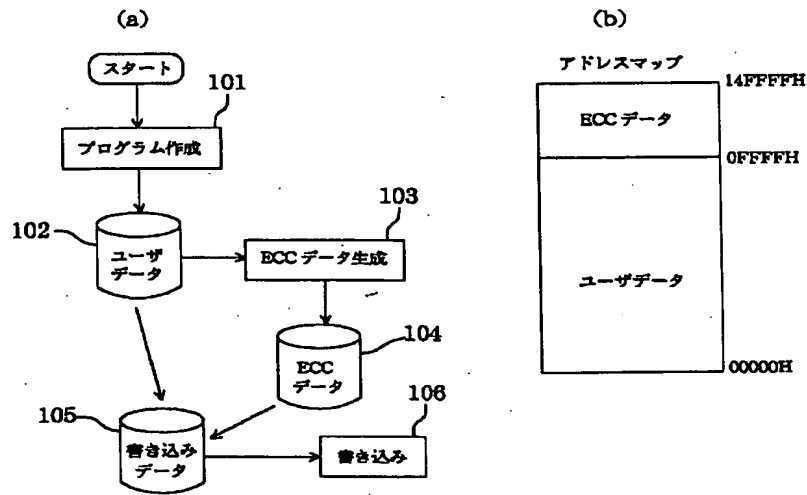 (a)
スタート
101
プログラム作成
102
ユーザ
データ
103
ECCデータ生成
104
ECC
データ
105
書き込み
データ
106
書き込み
(b)
アドレスマップ
14FFFFH
ECCデータ
0FFFFH
ユーザデータ
00000H